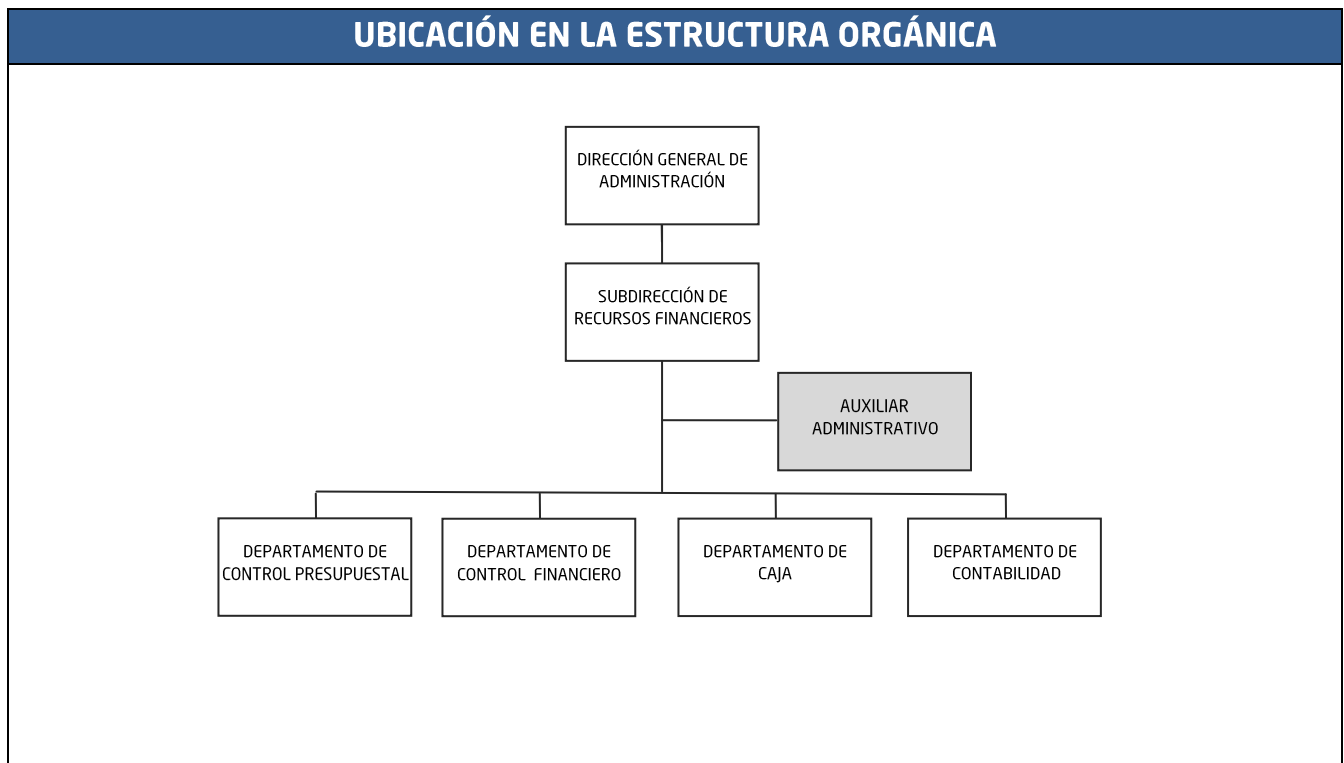 UBICACIÓN EN LA ESTRUCTURA ORGÁNICA
DIRECCIÓN GENERAL DE
ADMINISTRACIÓN
SUBDIRECCIÓN DE
RECURSOS FINANCIEROS
AUXILIAR
ADMINISTRATIVO
DEPARTAMENTO DE
CONTROL PRESUPUESTAL
DEPARTAMENTO DE
CONTROL FINANCIERO
DEPARTAMENTO DE
CAJA
DEPARTAMENTO DE
CONTABILIDAD